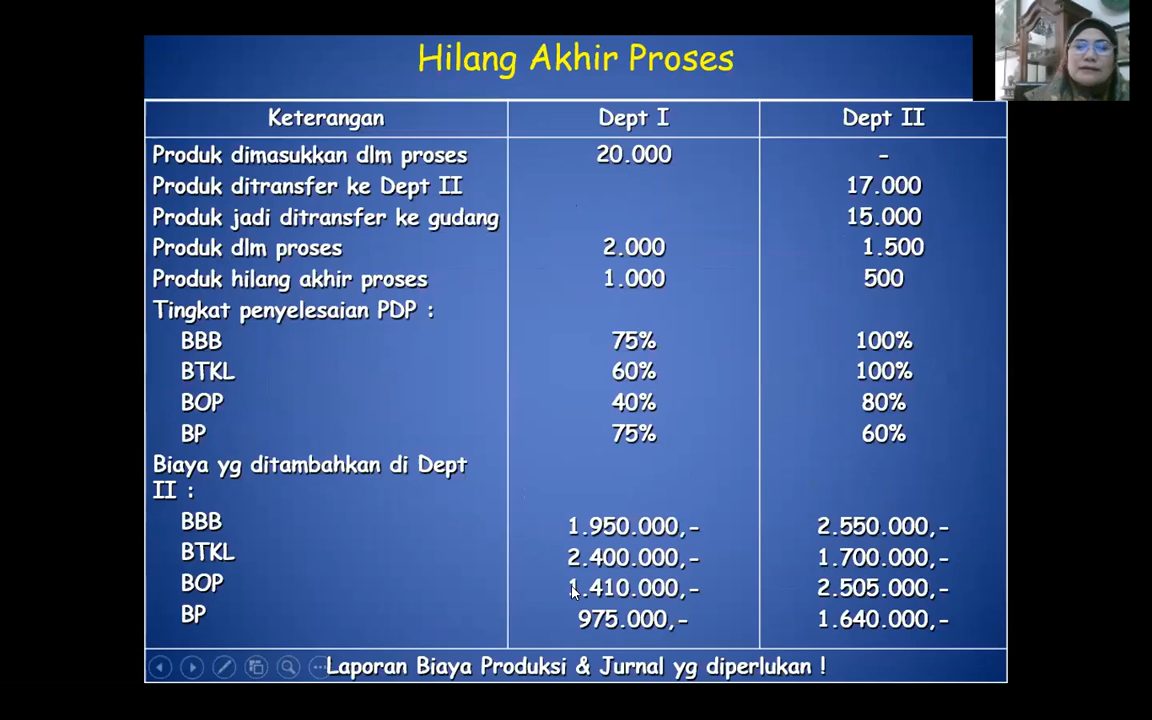 Hilang Akhir Proses
Keterangan Dept I Dept II
Produk dimasukkan dlm proses 20.000 -
Produk ditransfer ke Dept II 17.000
Produk jadi ditransfer ke gudang 15.000
Produk dlm proses 2.000 1.500
Produk hilang akhir proses 1.000 500
Tingkat penyelesaian PDP :
BBB 75% 100%
BTKL 60% 100%
BOP 40% 80%
BP 75% 60%
Biaya yg ditambahkan di Dept
II :
BBB 1.950.000,- 2.550.000,-
BTKL 2.400.000,- 1.700.000,-
BOP 1.410.000,- 2.505.000,-
BP 975.000,- 1.640.000,-
Laporan Biaya Produksi & Jurnal yg diperlukan !